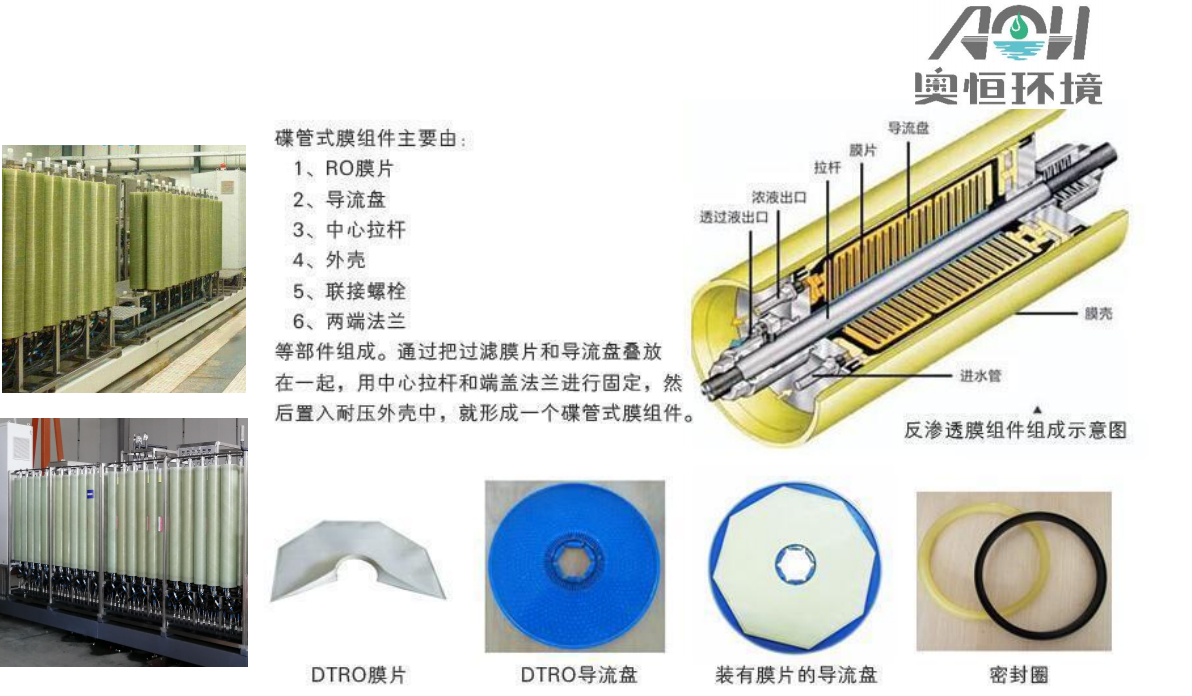 AOH
奥恒环境
碟管式膜组件主要由：
1、RO膜片
2、导流盘
3、中心拉杆
4、外壳
5、联接螺栓
6、两端法兰
等部件组成。通过把过滤膜片和导流盘叠放
在一起，用中心拉杆和端盖法兰进行固定，然
后置入耐压外壳中，就形成一个碟管式膜组件。
导流盘
膜片
拉杆
浓液出口
透过液出口
膜壳
进水管
反渗透膜组件组成示意图
DTRO膜片
DTRO导流盘
装有膜片的导流盘
密封圈